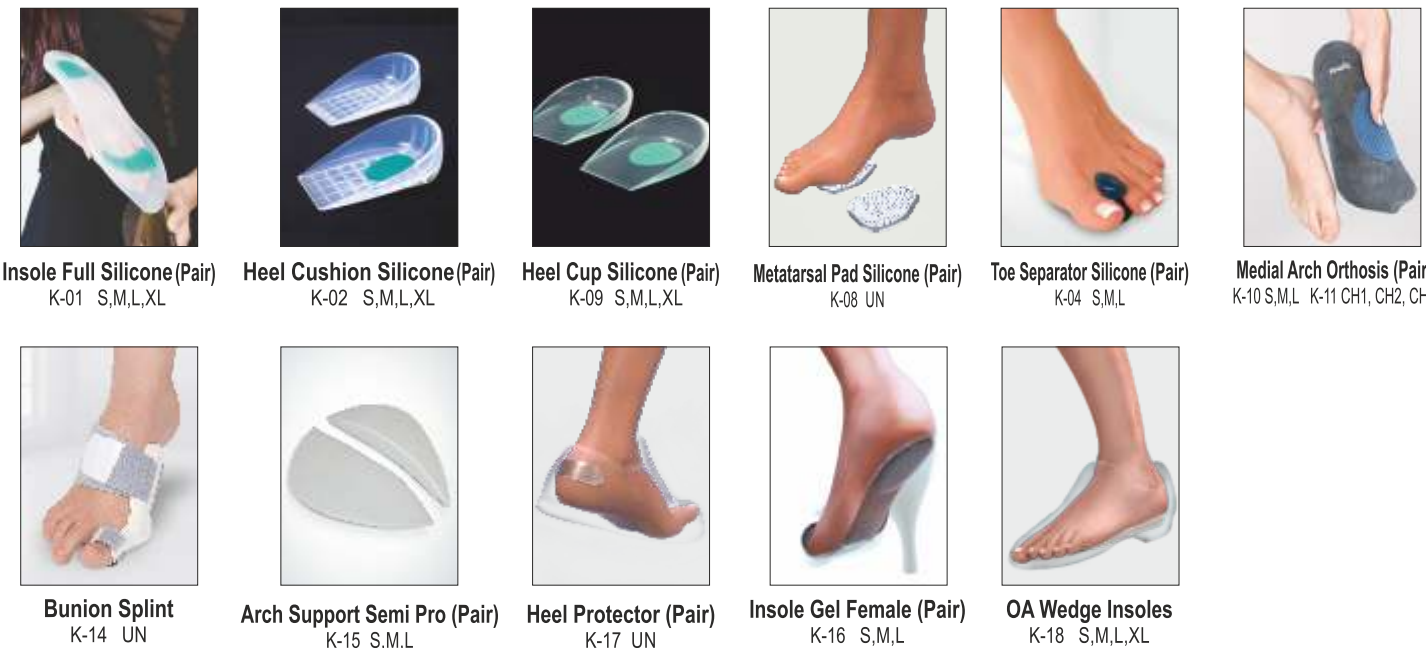 Insole Full Silicone (Pair)
K-01 S,M,L,XL
Heel Cushion Silicone (Pair)
K-02 S,M,L,XL
Heel Cup Silicone (Pair)
K-09 S,M,L,XL
Metatarsal Pad Silicone (Pair)
K-08 UN
Toe Separator Silicone (Pair)
K-04 S,M,L
Medial Arch Orthosis (Pair
K-10 S,M,L K-11 CH1, CH2, CH
Bunion Splint
K-14 UN
Arch Support Semi Pro (Pair)
K-15 S.M.L
Heel Protector (Pair)
K-17 UN
Insole Gel Female (Pair)
K-16 S,M,L
OA Wedge Insoles
K-18 S,M,L,XL